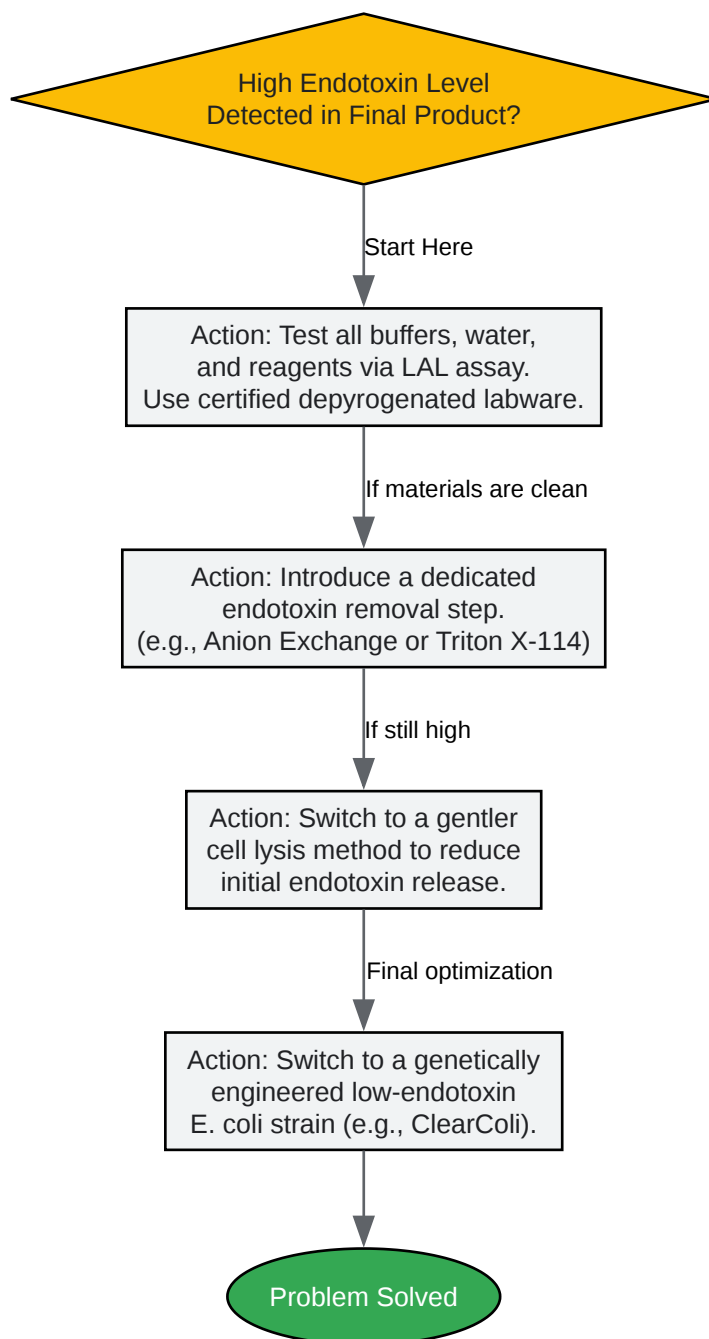 High Endotoxin Level
Detected in Final Product?
Start Here
Action: Test all buffers, water,
and reagents via LAL assay.
Use certified depyrogenated labware.
If materials are clean
Action: Introduce a dedicated
endotoxin removal step.
(e.g., Anion Exchange or Triton X-114)
If still high
Action: Switch to a gentler
cell lysis method to reduce
initial endotoxin release.
Final optimization
Action: Switch to a genetically
engineered low-endotoxin
E. coli strain (e.g., ClearColi).
Problem Solved